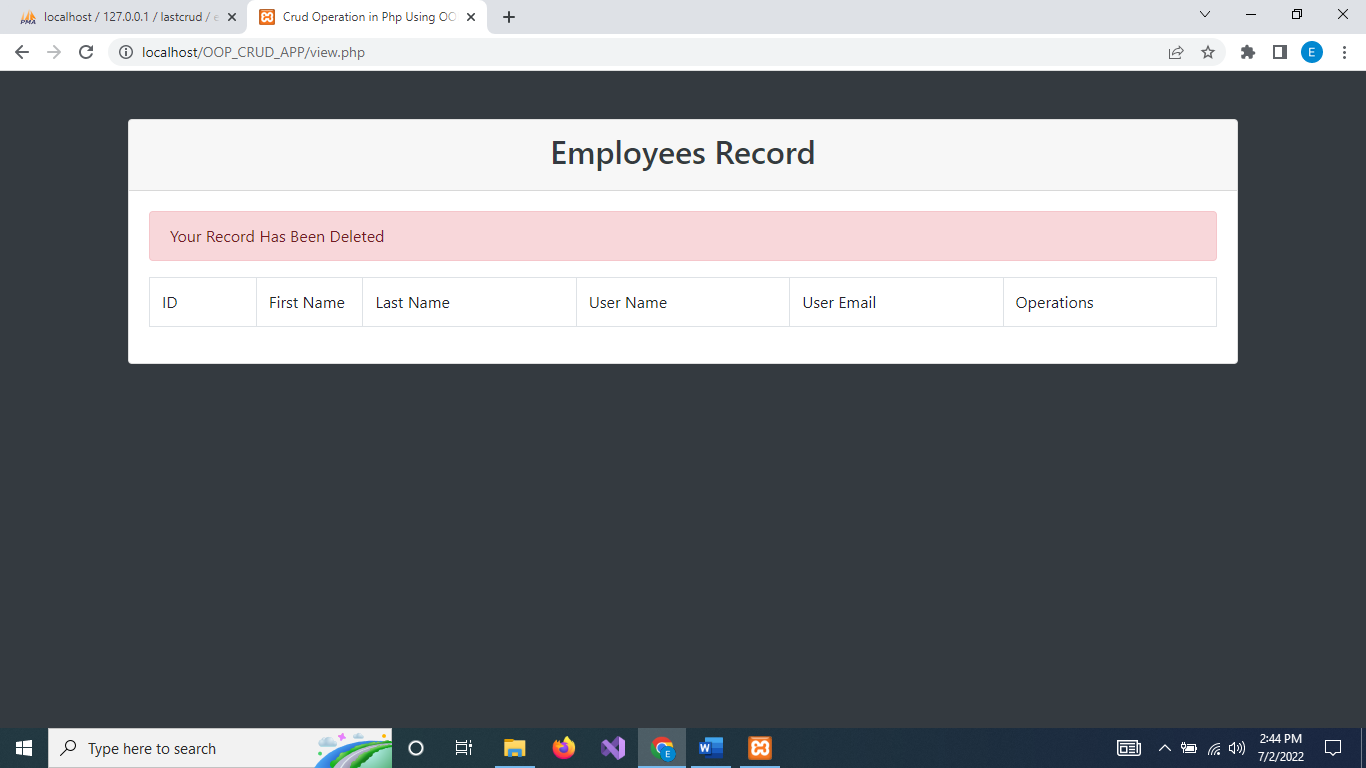 localhost / 127.0.0.1 / lastcrud / e
Crud Operation in Php Using OO
localhost/OOP_CRUD_APP/view.php
E
Employees Record
Your Record Has Been Deleted
ID First Name Last Name User Name User Email Operations
Type here to search
2:44 PM
7/2/2022